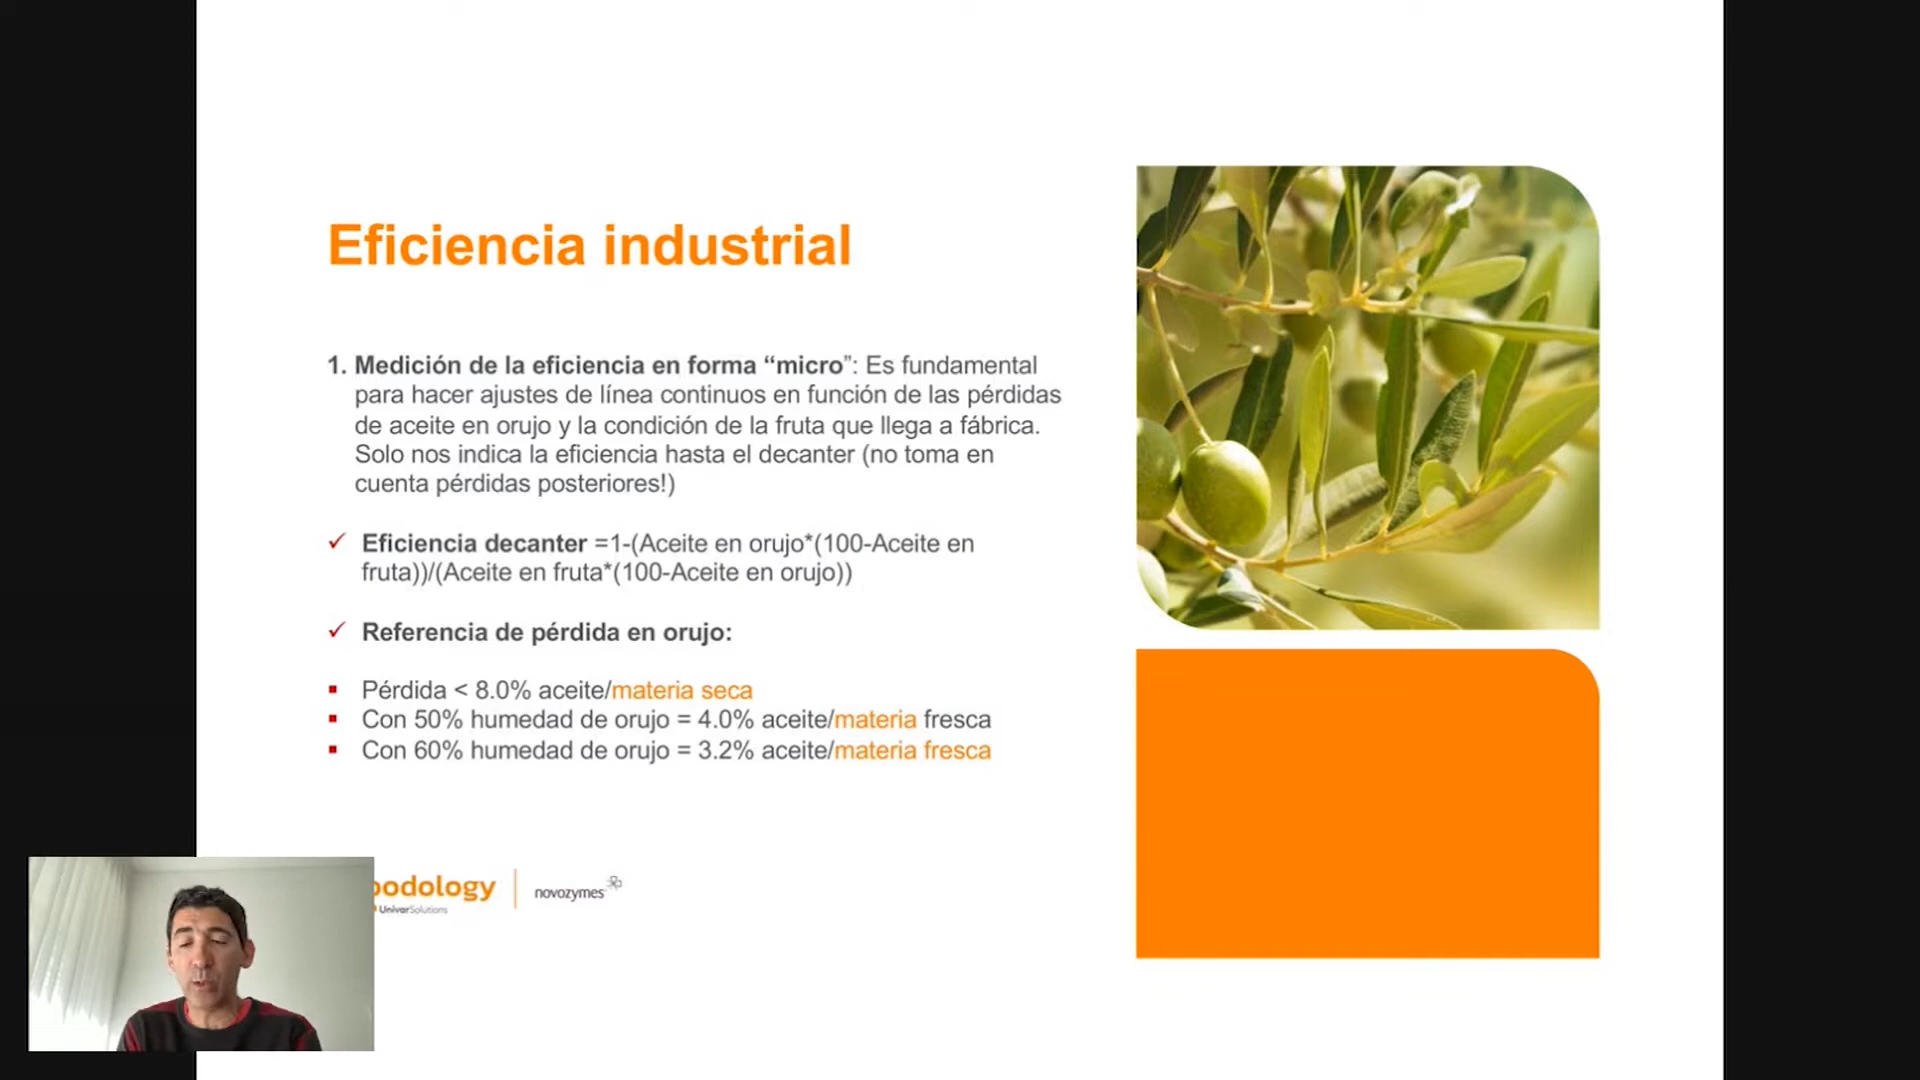 Eficiencia industrial
1. Medición de la eficiencia en forma “micro”: Es fundamental
para hacer ajustes de línea continuos en función de las pérdidas
de aceite en orujo y la condición de la fruta que llega a fábrica.
Solo nos indica la eficiencia hasta el decanter (no toma en
cuenta pérdidas posteriores!)
✓ Eficiencia decanter =1-(Aceite en orujo*(100-Aceite en
fruta))/(Aceite en fruta*(100-Aceite en orujo))
✓ Referencia de pérdida en orujo:
▪ Pérdida < 8.0% aceite/materia seca
▪ Con 50% humedad de orujo = 4.0% aceite/materia fresca
▪ Con 60% humedad de orujo = 3.2% aceite/materia fresca
oodology
UnivarSolutions
novozymes